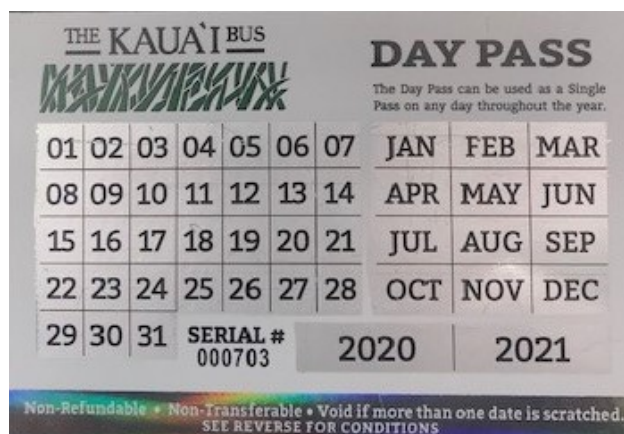 THE KAUA`I BUS
DAY PASS
The Day Pass can be used as a Single
Pass on any day throughout the year.
01 02 03 04 05 06 07
08 09 10 11 12 13 14
15 16 17 18 19 20 21
22 23 24 25 26 27 28
29 30 31
JAN FEB MAR
APR MAY JUN
JUL AUG SEP
OCT NOV DEC
SERIAL #
000703
2020 2021
Non-Refundable • Non-Transferable • Void if more than one date is scratched.
SEE REVERSE FOR CONDITIONS